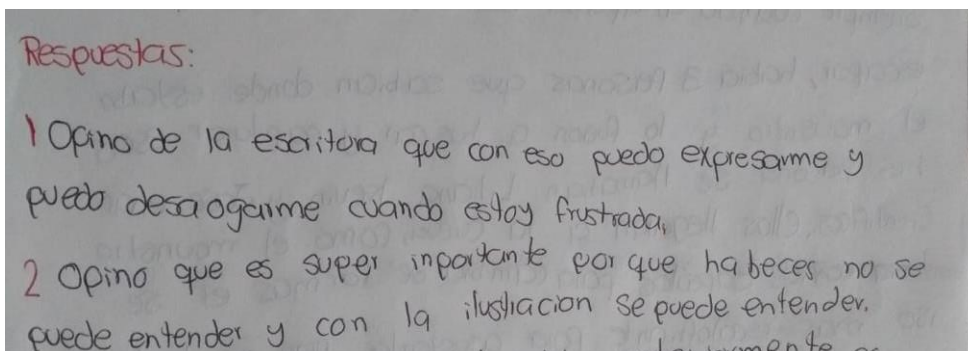 Respuestas:
1 Opino de la escritora que con eso puedo expresarme y
puedo desaogarme cuando estoy frustrada,
2 Opino que es super inportante por que habeces no se
puede entender y con la ilustracion se puede entender.